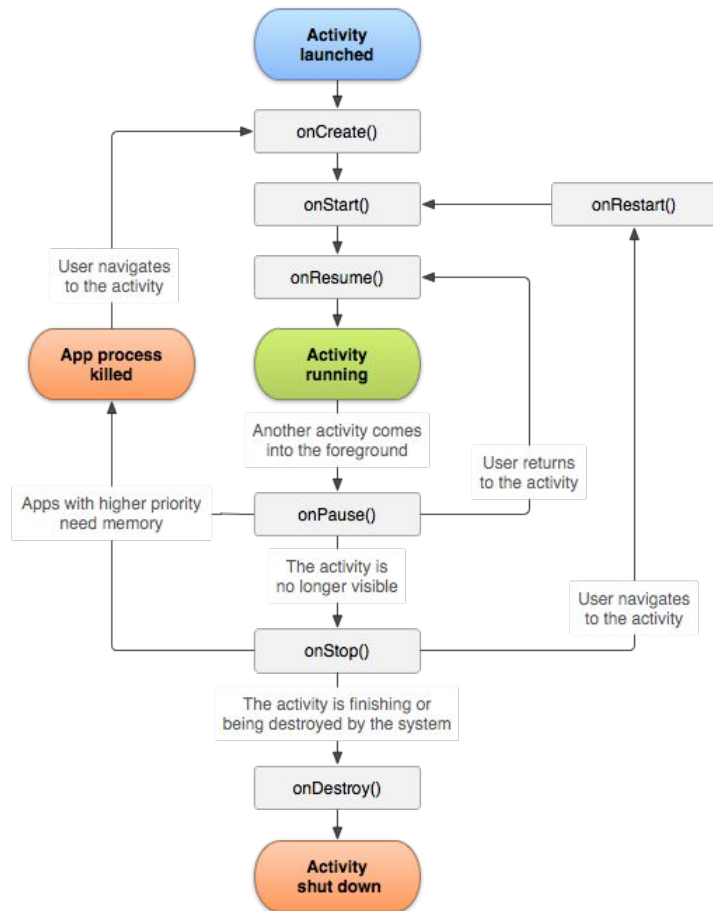 Activity
launched
onCreate()
onStart()
onRestart()
User navigates
to the activity
onResume()
App process
killed
Activity
running
Another activity comes
into the foreground
User returns
to the activity
Apps with higher priority
need memory
onPause()
The activity is
no longer visible
User navigates
to the activity
onStop()
The activity is finishing or
being destroyed by the system
onDestroy()
Activity
shut down